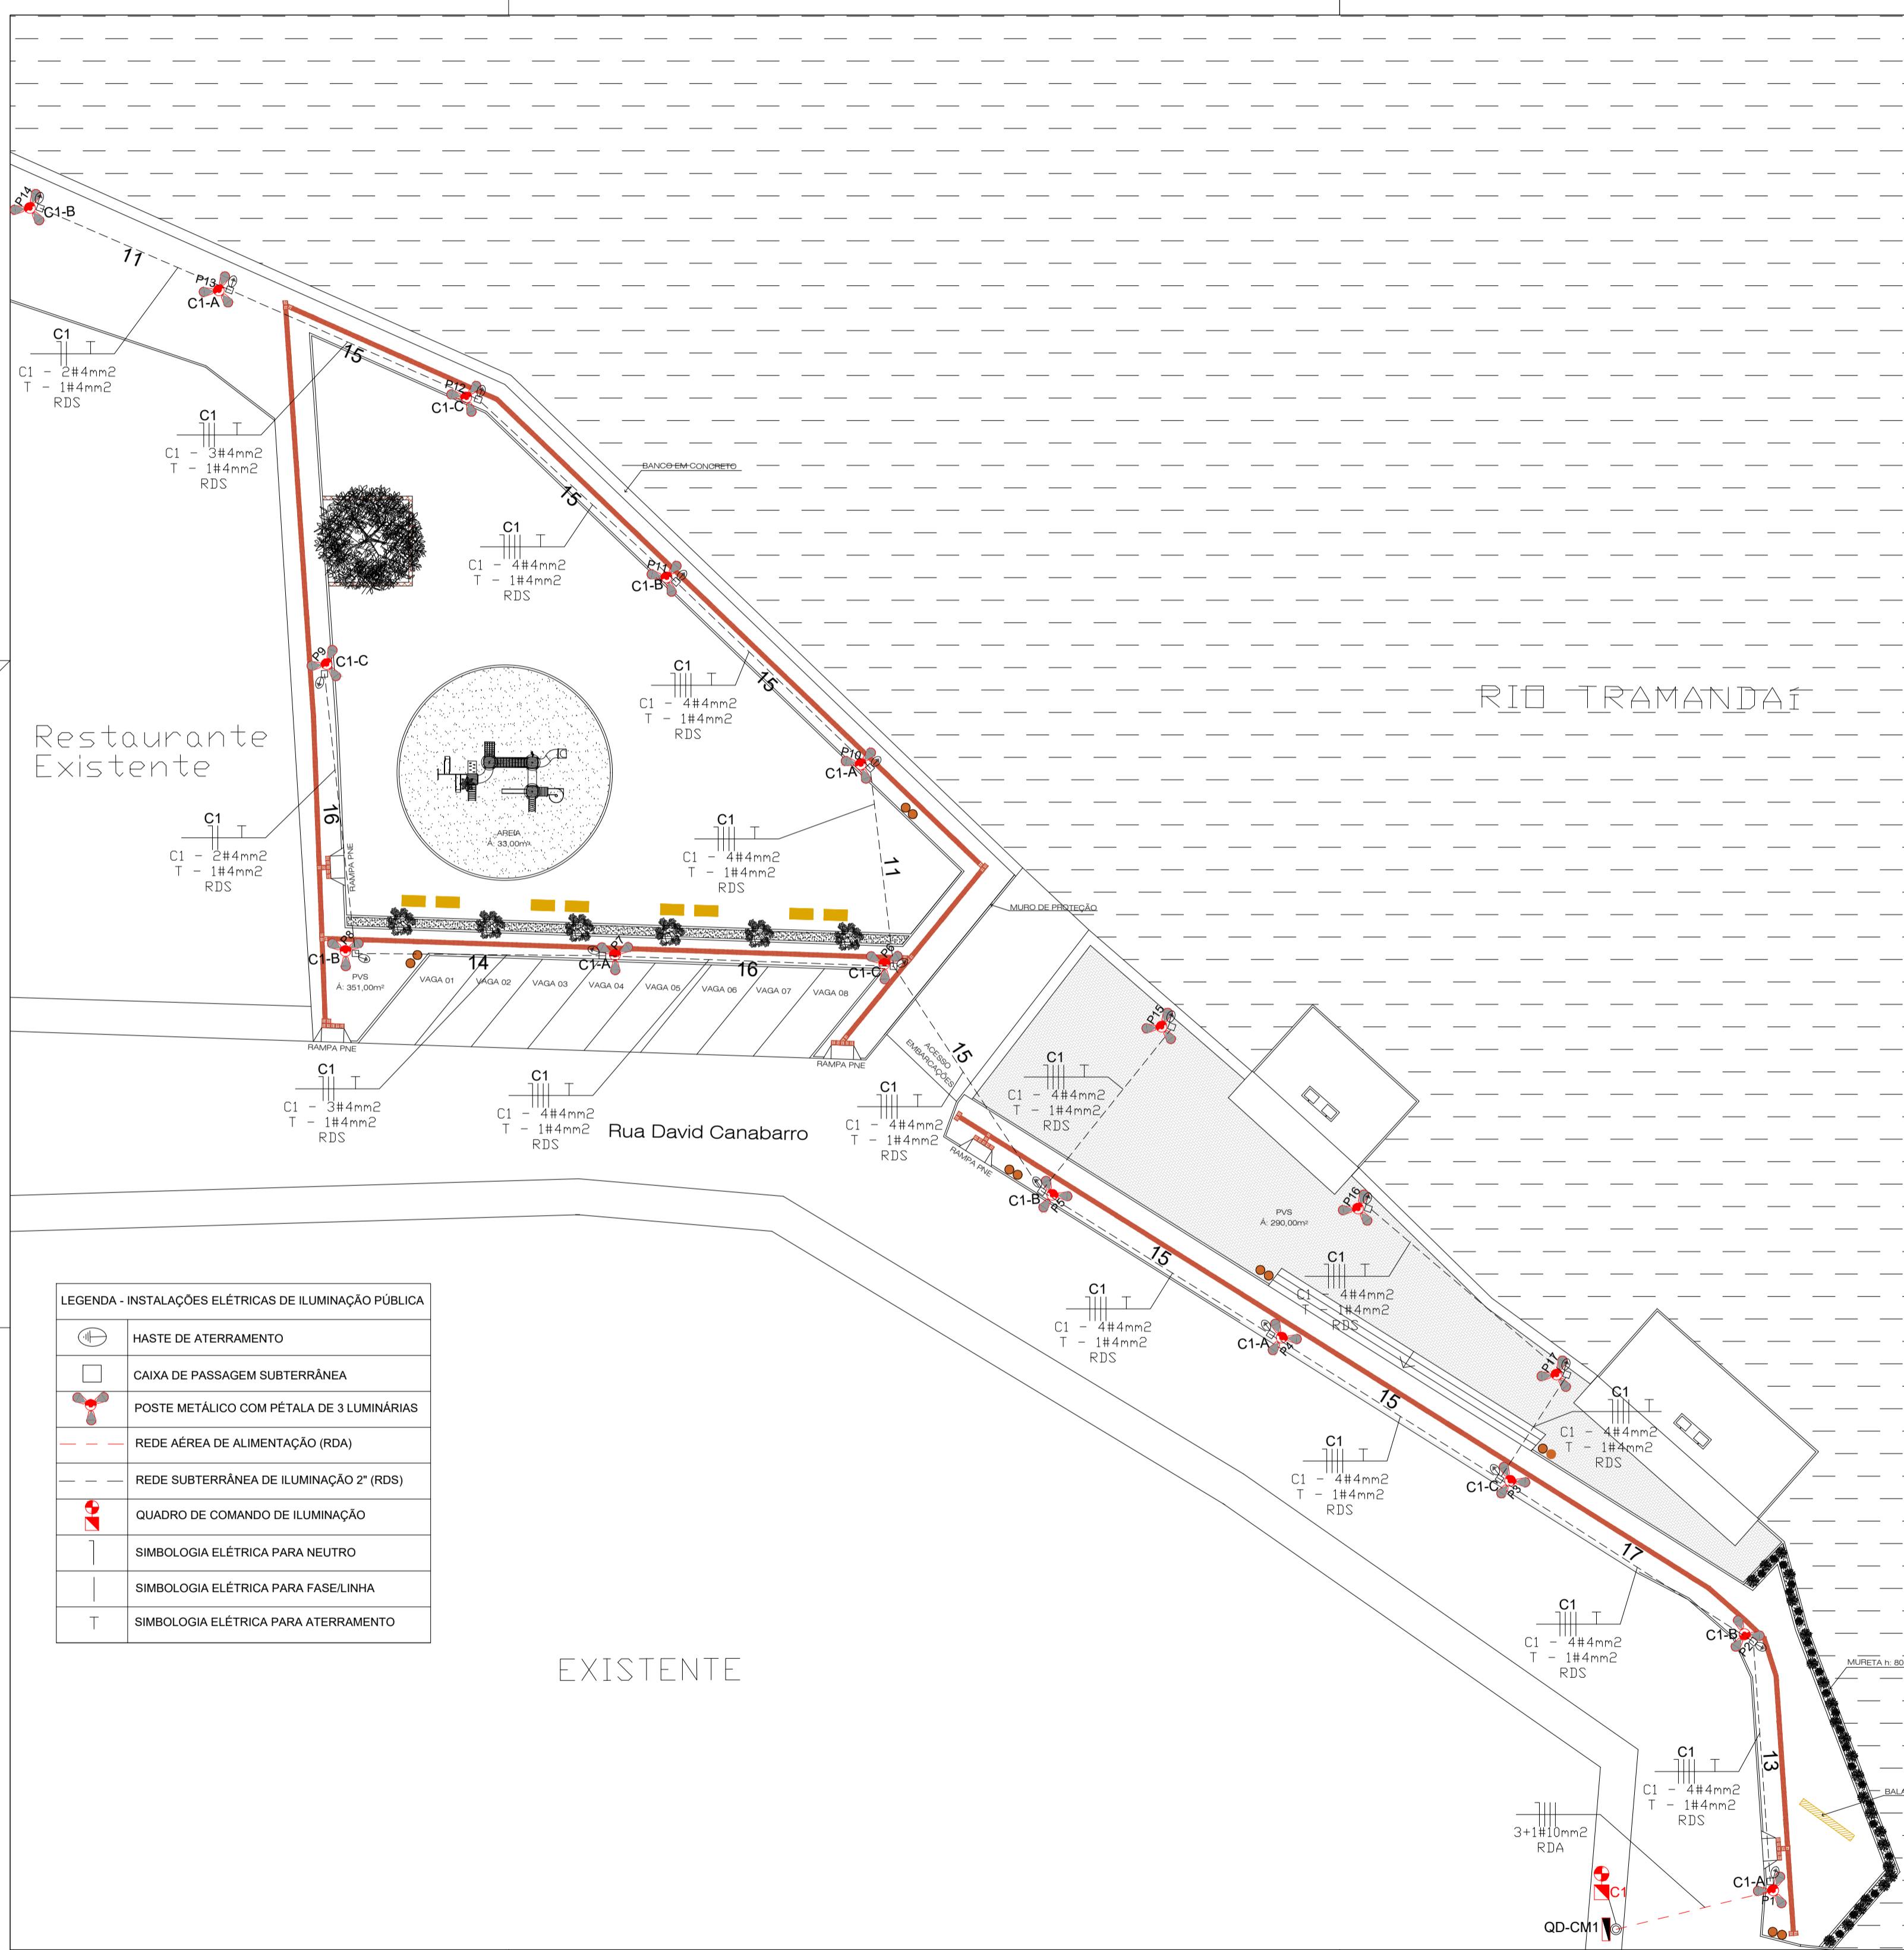 P14
C1-B
11
P13
C1-A
C1
C1 - 2#4mm2
T - 1#4mm2
RDS
15
C1
C1 - 3#4mm2
T - 1#4mm2
RDS
P12
C1-C
BANCO EM CONCRETO
15
C1
C1 - 4#4mm2
T - 1#4mm2
RDS
P11
C1-B
P9
C1-C
C1
C1 - 4#4mm2
T - 1#4mm2
RDS
15
RIO TRAMANDAÍ
Restaurante
Existente
P10
C1-A
16
C1
C1 - 2#4mm2
T - 1#4mm2
RDS
AREIA
Á: 33,00m²
C1
C1 - 4#4mm2
T - 1#4mm2
RDS
11
RAMPA PNE
MURO DE PROTEÇÃO
P8
C1-B
PVS
Á: 351,00m²
14
P7
C1-A
16
P6
C1-C
VAGA 01
VAGA 02
VAGA 03
VAGA 04
VAGA 05
VAGA 06
VAGA 07
VAGA 08
RAMPA PNE
RAMPA PNE
P15
15
ACESSO
EMBARCAÇÕES
C1
C1 - 3#4mm2
T - 1#4mm2
RDS
C1
C1 - 4#4mm2
T - 1#4mm2
RDS
Rua David Canabarro
C1
C1 - 4#4mm2
T - 1#4mm2
RDS
C1
C1 - 4#4mm2
T - 1#4mm2
RDS
RAMPA PNE
C1-B
P5
P16
PVS
Á: 290,00m²
15
C1
C1 - 4#4mm2
T - 1#4mm2
RDS
C1
C1 - 4#4mm2
T - 1#4mm2
RDS
C1-A
P4
P17
15
C1
C1 - 4#4mm2
T - 1#4mm2
RDS
C1
C1 - 4#4mm2
T - 1#4mm2
RDS
C1-C
P3
17
C1
C1 - 4#4mm2
T - 1#4mm2
RDS
C1-B
P2
MURETA h: 80
LEGENDA - INSTALAÇÕES ELÉTRICAS DE ILUMINAÇÃO PÚBLICA
HASTE DE ATERRAMENTO
CAIXA DE PASSAGEM SUBTERRÂNEA
POSTE METÁLICO COM PÉTALA DE 3 LUMINÁRIAS
REDE AÉREA DE ALIMENTAÇÃO (RDA)
REDE SUBTERRÂNEA DE ILUMINAÇÃO 2" (RDS)
QUADRO DE COMANDO DE ILUMINAÇÃO
SIMBOLOGIA ELÉTRICA PARA NEUTRO
SIMBOLOGIA ELÉTRICA PARA FASE/LINHA
SIMBOLOGIA ELÉTRICA PARA ATERRAMENTO
EXISTENTE
C1
C1 - 4#4mm2
T - 1#4mm2
RDS
13
BALA
3+1#10mm2
RDA
C1-A
P1
C1
QD-CM1